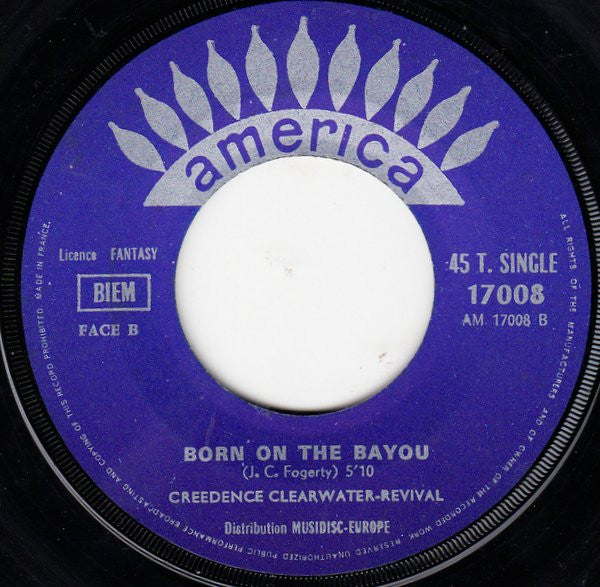 america
Licence FANTASY
BIEM
FACE B
45 T. SINGLE
17008
AM 17008 B
BORN ON THE BAYOU
(J. C. Fogerty) 5'10
CREEDENCE CLEARWATER-REVIVAL
Distribution MUSIDISC-EUROPE
ALL RIGHTS OF THE MANUFACTURERS AND OF OWNER OF THE RECORDED WORK. RESERVED UNAUTHORIZED PUBLIC PERFORMANCE BROADCASTING AND COPYING OF THIS RECORD PROHIBITED. MADE IN FRANCE.